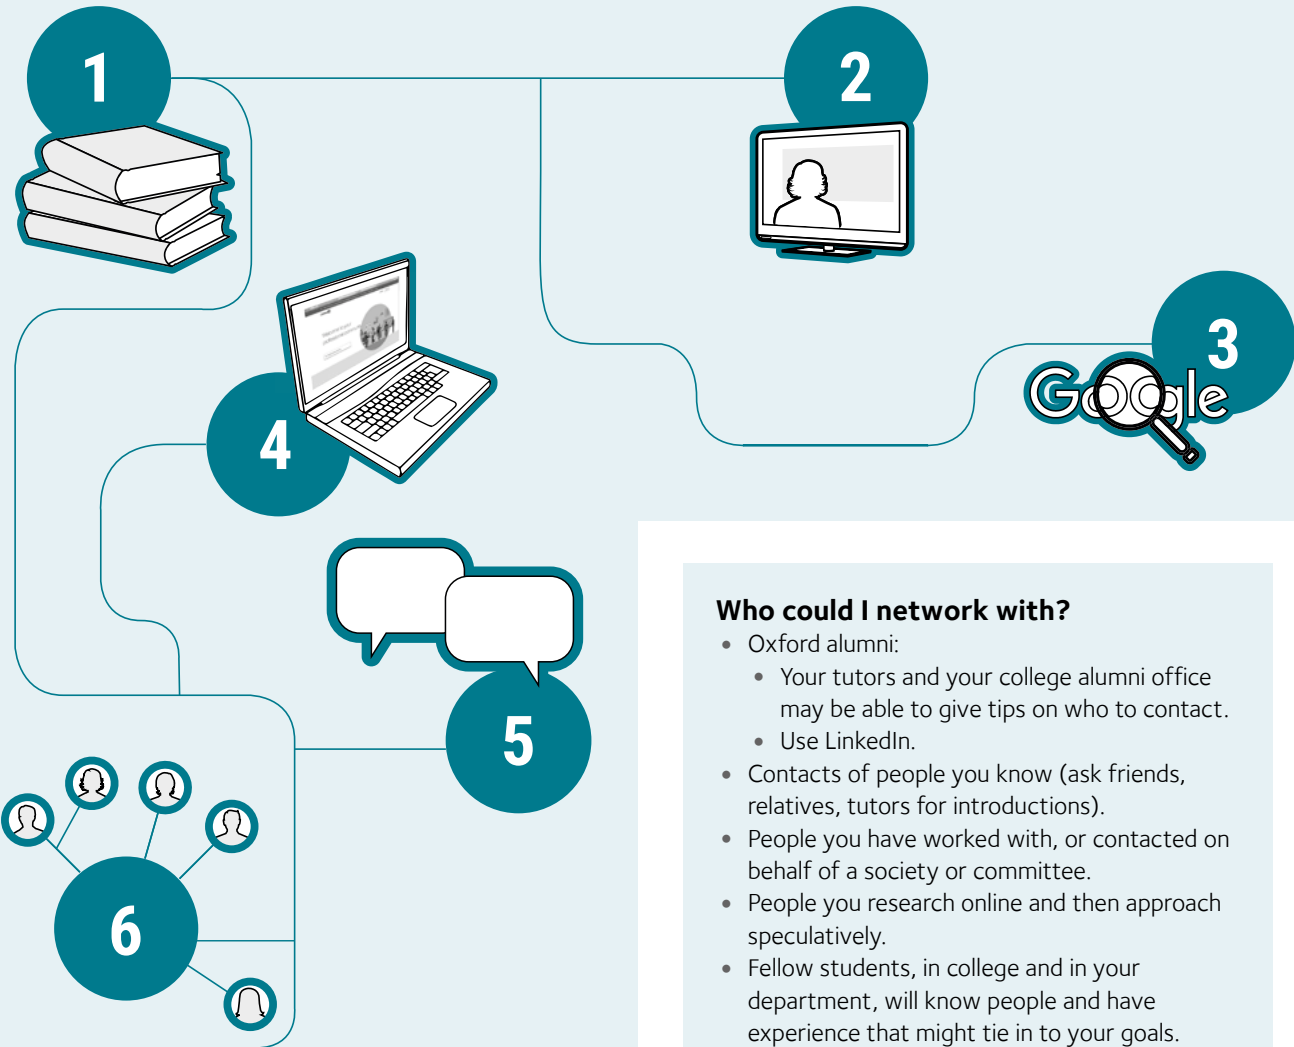 1
2
3
Google
4
5
6
Who could I network with?
• Oxford alumni:
• Your tutors and your college alumni office
may be able to give tips on who to contact.
• Use LinkedIn.
• Contacts of people you know (ask friends,
relatives, tutors for introductions).
• People you have worked with, or contacted on
behalf of a society or committee.
• People you research online and then approach
speculatively.
• Fellow students, in college and in your
department, will know people and have
experience that might tie in to your goals.